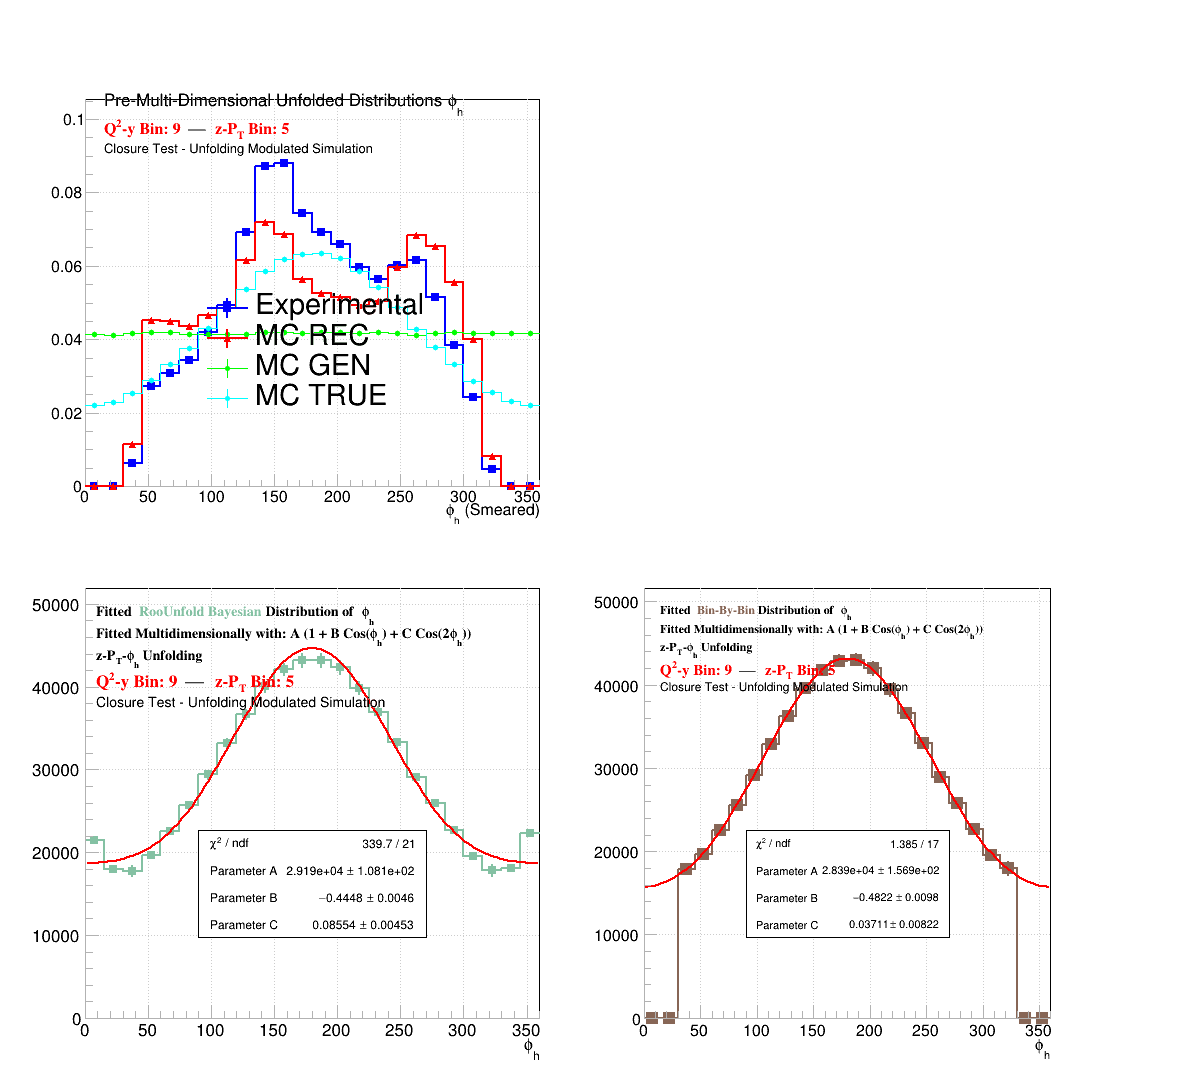 Pre-Multi-Dimensional Unfolded Distributions ϕh
Q²-y Bin: 9 — z-PT Bin: 5
Closure Test - Unfolding Modulated Simulation
0.1
0.08
0.06
0.04
0.02
0
Experimental
MC REC
MC GEN
MC TRUE
0 50 100 150 200 250 300 350
ϕh (Smeared)
Fitted RooUnfold Bayesian Distribution of ϕh
Fitted Multidimensionally with: A (1 + B Cos(ϕh) + C Cos(2ϕh))
z-PT-ϕh Unfolding
Q²-y Bin: 9 — z-PT Bin: 5
Closure Test - Unfolding Modulated Simulation
50000
40000
30000
20000
10000
0
χ² / ndf 339.7 / 21
Parameter A 2.919e+04 ± 1.081e+02
Parameter B −0.4448 ± 0.0046
Parameter C 0.08554 ± 0.00453
0 50 100 150 200 250 300 350
ϕh
Fitted Bin-By-Bin Distribution of ϕh
Fitted Multidimensionally with: A (1 + B Cos(ϕh) + C Cos(2ϕh))
z-PT-ϕh Unfolding
Q²-y Bin: 9 — z-PT Bin: 5
Closure Test - Unfolding Modulated Simulation
50000
40000
30000
20000
10000
0
χ² / ndf 1.385 / 17
Parameter A 2.839e+04 ± 1.569e+02
Parameter B −0.4822 ± 0.0098
Parameter C 0.03711 ± 0.00822
0 50 100 150 200 250 300 350
ϕh